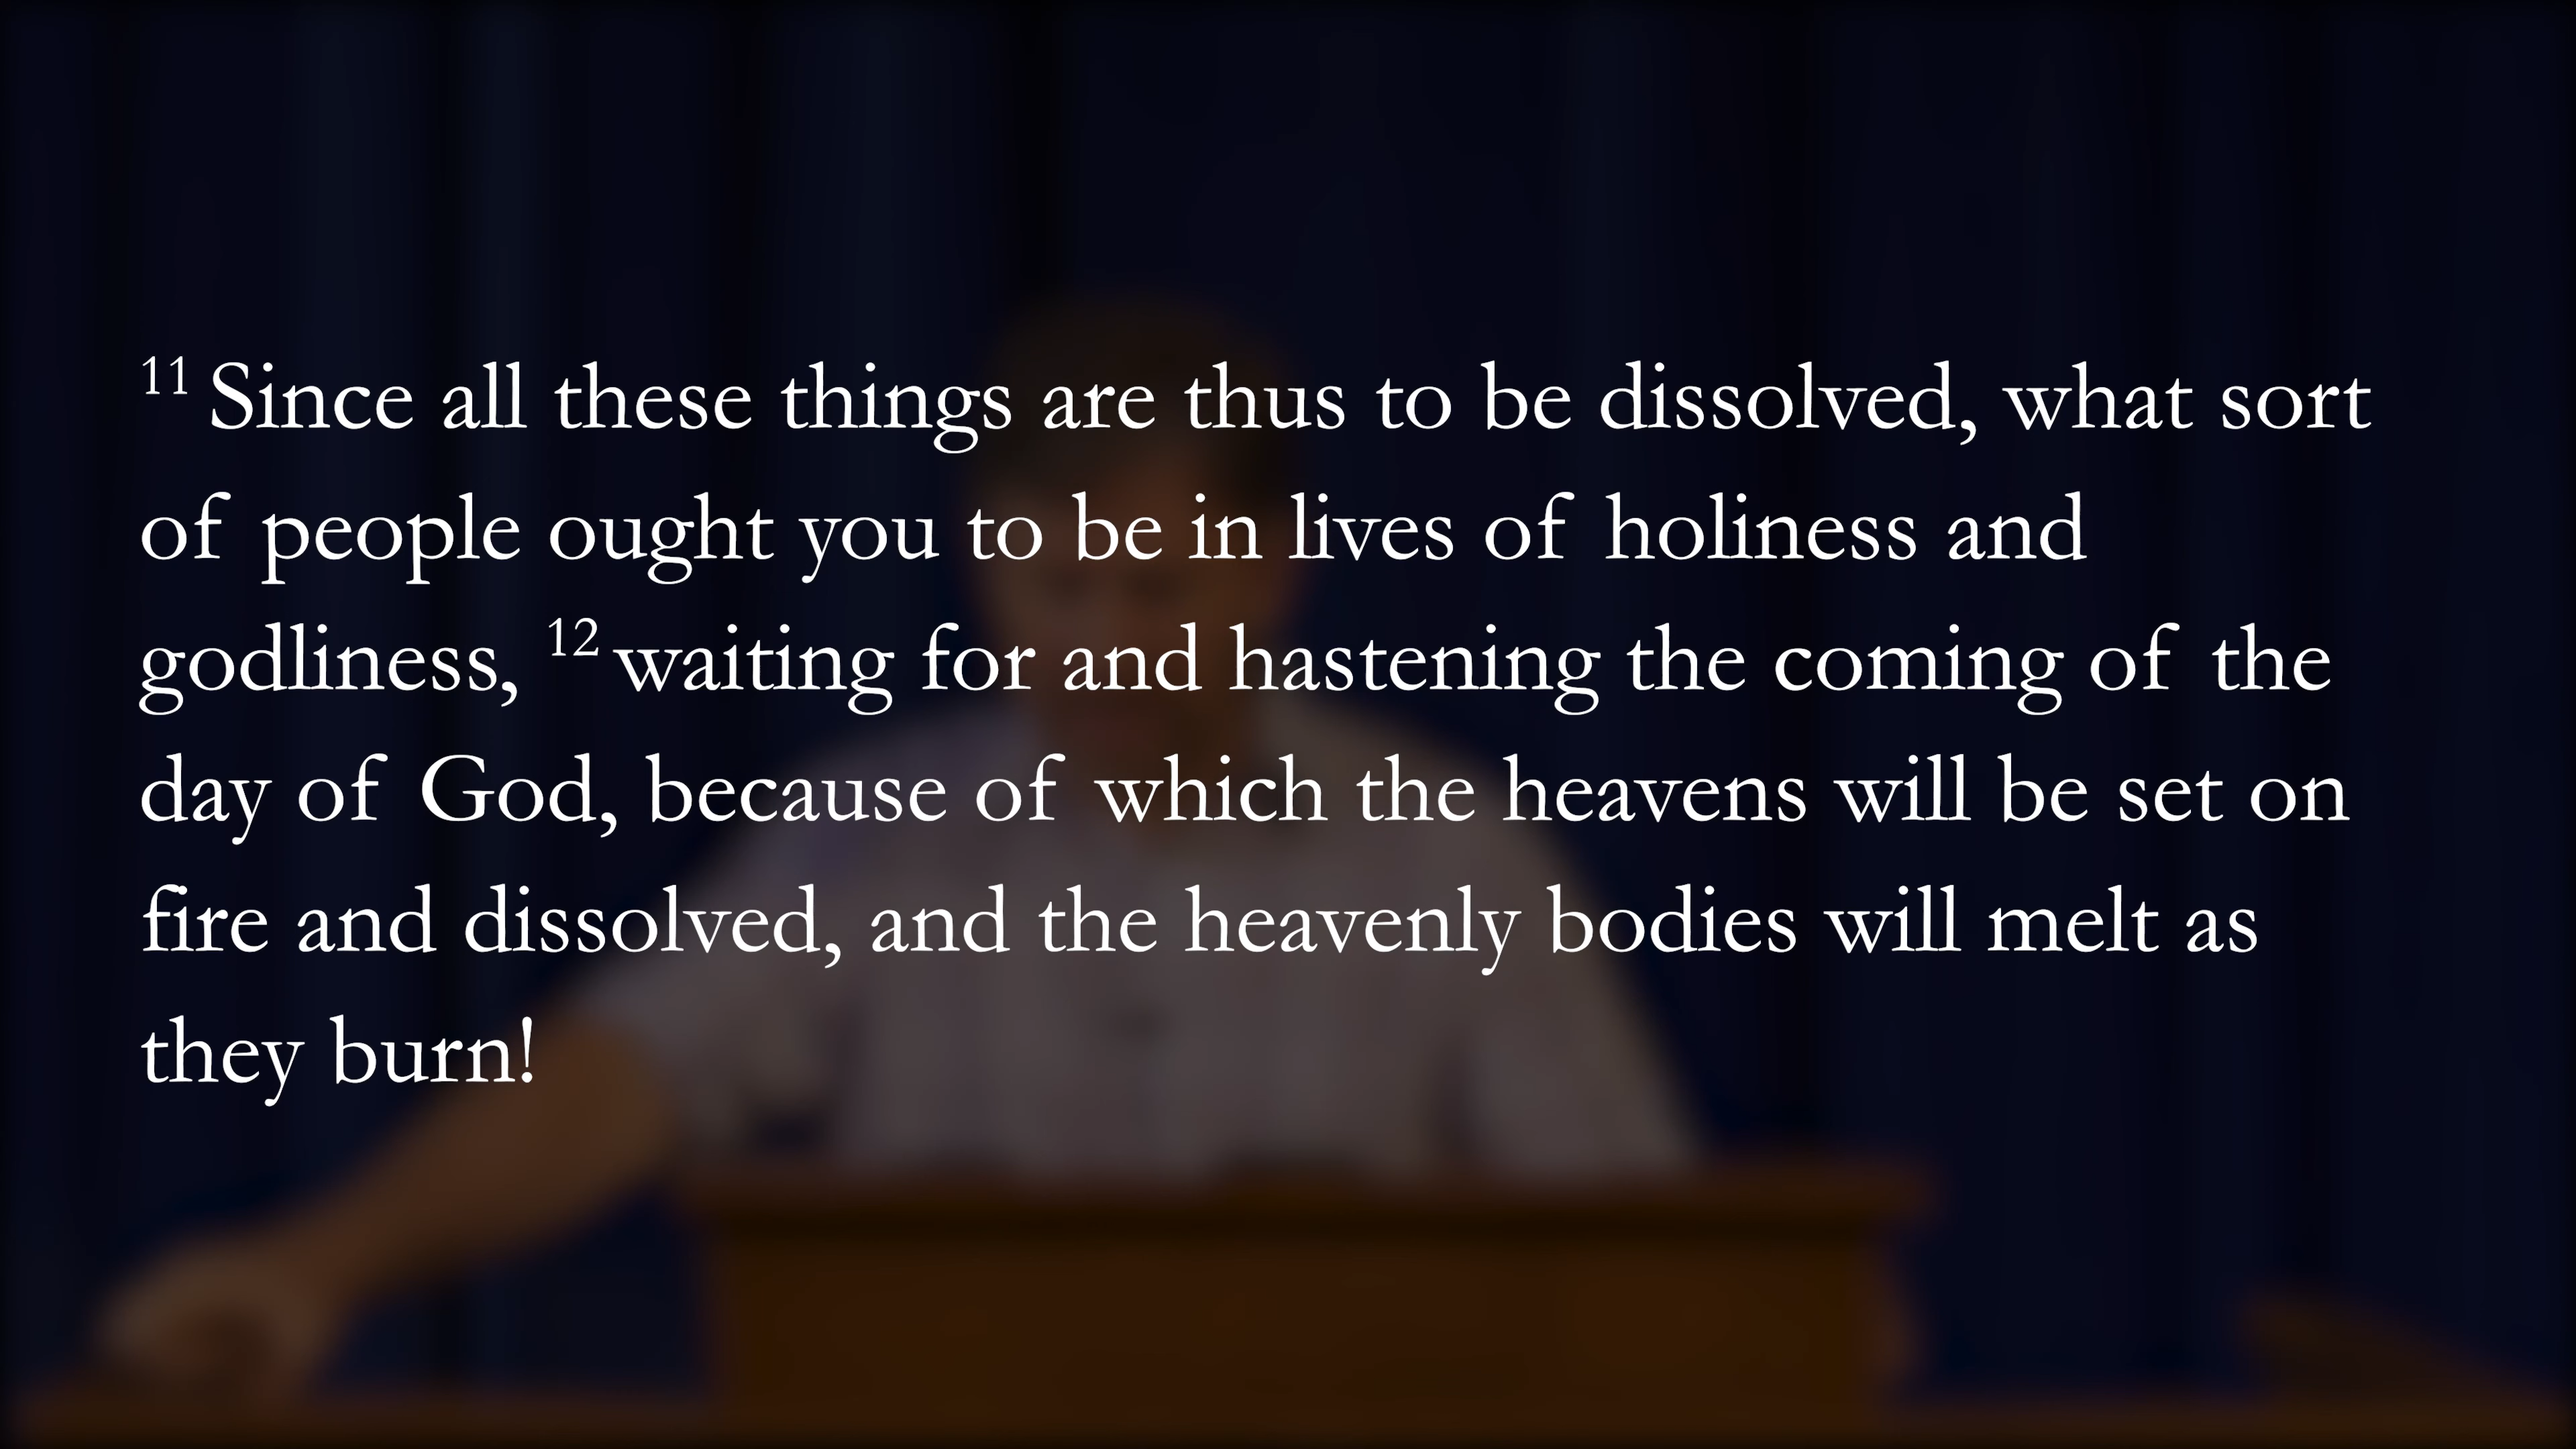 11 Since all these things are thus to be dissolved, what sort
of people ought you to be in lives of holiness and
godliness, 12 waiting for and hastening the coming of the
day of God, because of which the heavens will be set on
fire and dissolved, and the heavenly bodies will melt as
they burn!